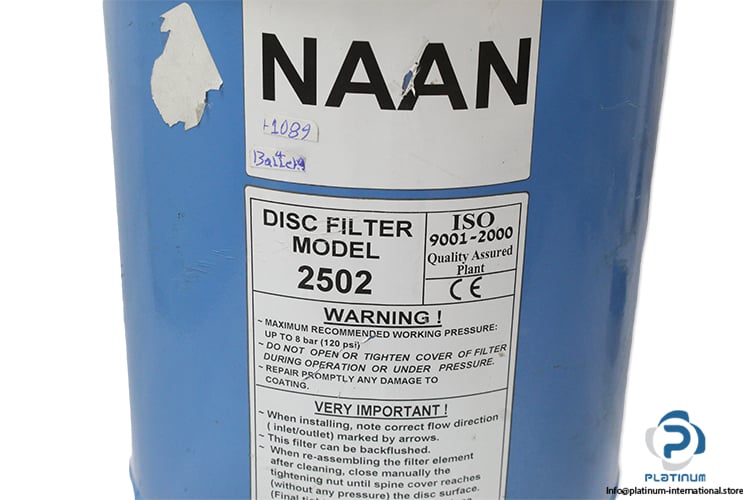 NAAN
1089
DISC FILTER
MODEL
2502
ISO
9001-2000
Quality Assured
Plant
CE
WARNING !
~ MAXIMUM RECOMMENDED WORKING PRESSURE:
UP TO 8 bar (120 psi)
~ DO NOT OPEN OR TIGHTEN COVER OF FILTER
DURING OPERATION OR UNDER PRESSURE.
~ REPAIR PROMPTLY ANY DAMAGE TO
COATING.
VERY IMPORTANT !
~ When installing, note correct flow direction
( inlet/outlet) marked by arrows.
~ This filter can be backflushed.
~ When re-assembling the filter element
after cleaning, close manually the
tightening nut until spine cover reaches
(without any pressure) the disc surface.
PLATINUM
Info@platinum-international.store